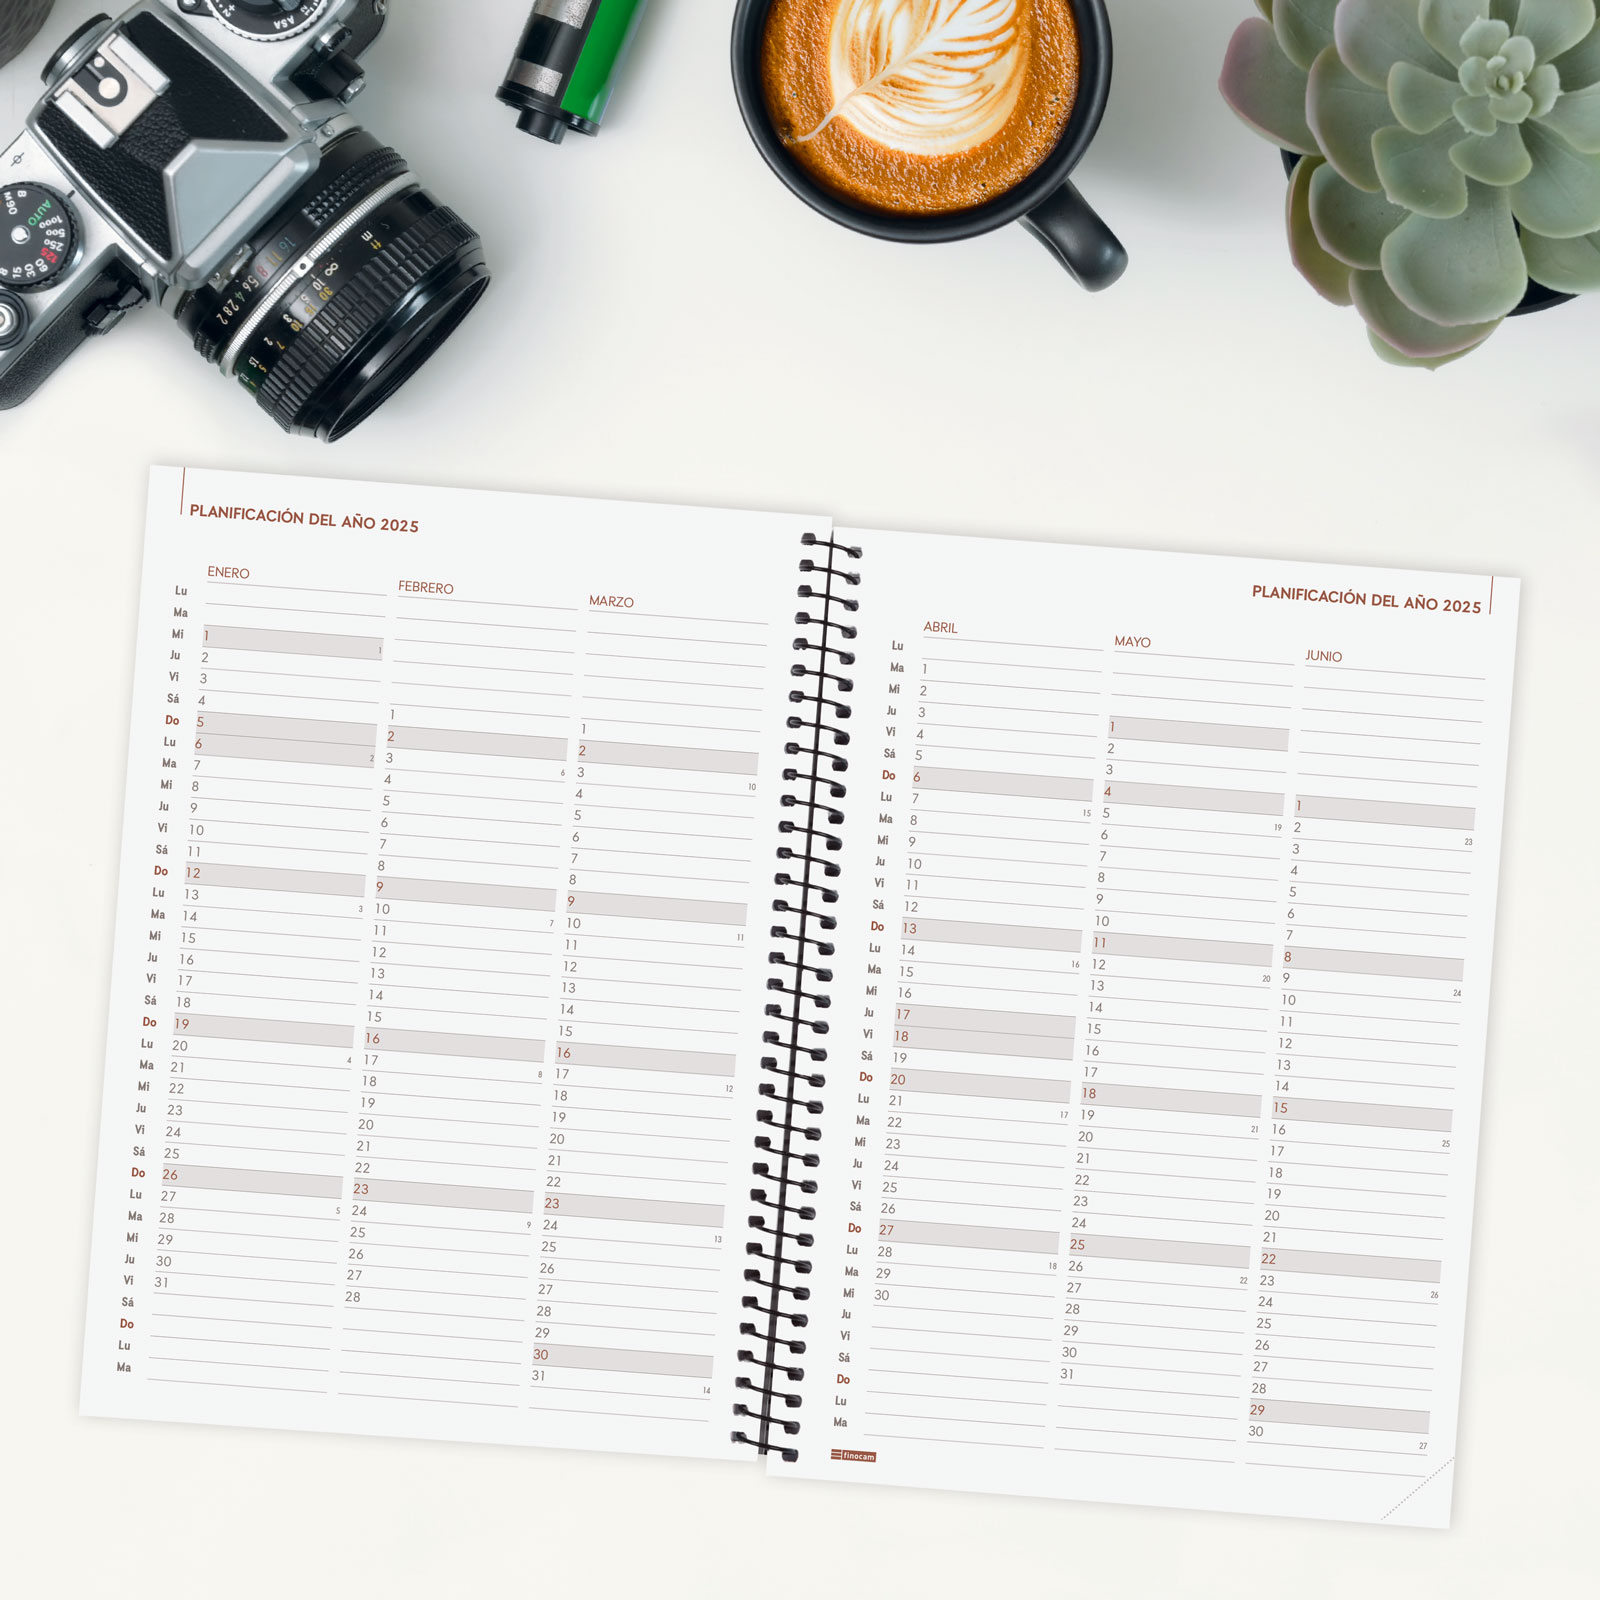 ASA
AUTO
PLANIFICACIÓN DEL AÑO 2025
ENERO FEBRERO MARZO
Lu
Ma
Mi 1 1
Ju 2
Vi 3
Sá 4 1 1
Do 5 2 2
Lu 6 2 3 6 3 10
Ma 7 4 4
Mi 8 5 5
Ju 9 6 6
Vi 10 7 7
Sá 11 8 8
Do 12 9 9
Lu 13 3 10 7 10 11
Ma 14 11 11
Mi 15 12 12
Ju 16 13 13
Vi 17 14 14
Sá 18 15 15
Do 19 16 16
Lu 20 4 17 8 17 12
Ma 21 18 18
Mi 22 19 19
Ju 23 20 20
Vi 24 21 21
Sá 25 22 22
Do 26 23 23
Lu 27 5 24 9 24 13
Ma 28 25 25
Mi 29 26 26
Ju 30 27 27
Vi 31 28 28
Sá 29
Do 30
Lu 31 14
Ma
PLANIFICACIÓN DEL AÑO 2025
ABRIL MAYO JUNIO
Lu
Ma 1
Mi 2
Ju 3 1
Vi 4 2
Sá 5 3
Do 6 4 1
Lu 7 15 5 19 2 23
Ma 8 6 3
Mi 9 7 4
Ju 10 8 5
Vi 11 9 6
Sá 12 10 7
Do 13 11 8
Lu 14 16 12 20 9 24
Ma 15 13 10
Mi 16 14 11
Ju 17 15 12
Vi 18 16 13
Sá 19 17 14
Do 20 18 15
Lu 21 17 19 21 16 25
Ma 22 20 17
Mi 23 21 18
Ju 24 22 19
Vi 25 23 20
Sá 26 24 21
Do 27 25 22
Lu 28 18 26 22 23 26
Ma 29 27 24
Mi 30 28 25
Ju 29 26
Vi 30 27
Sá 31 28
Do 29
Lu 30 27
Ma
finocam